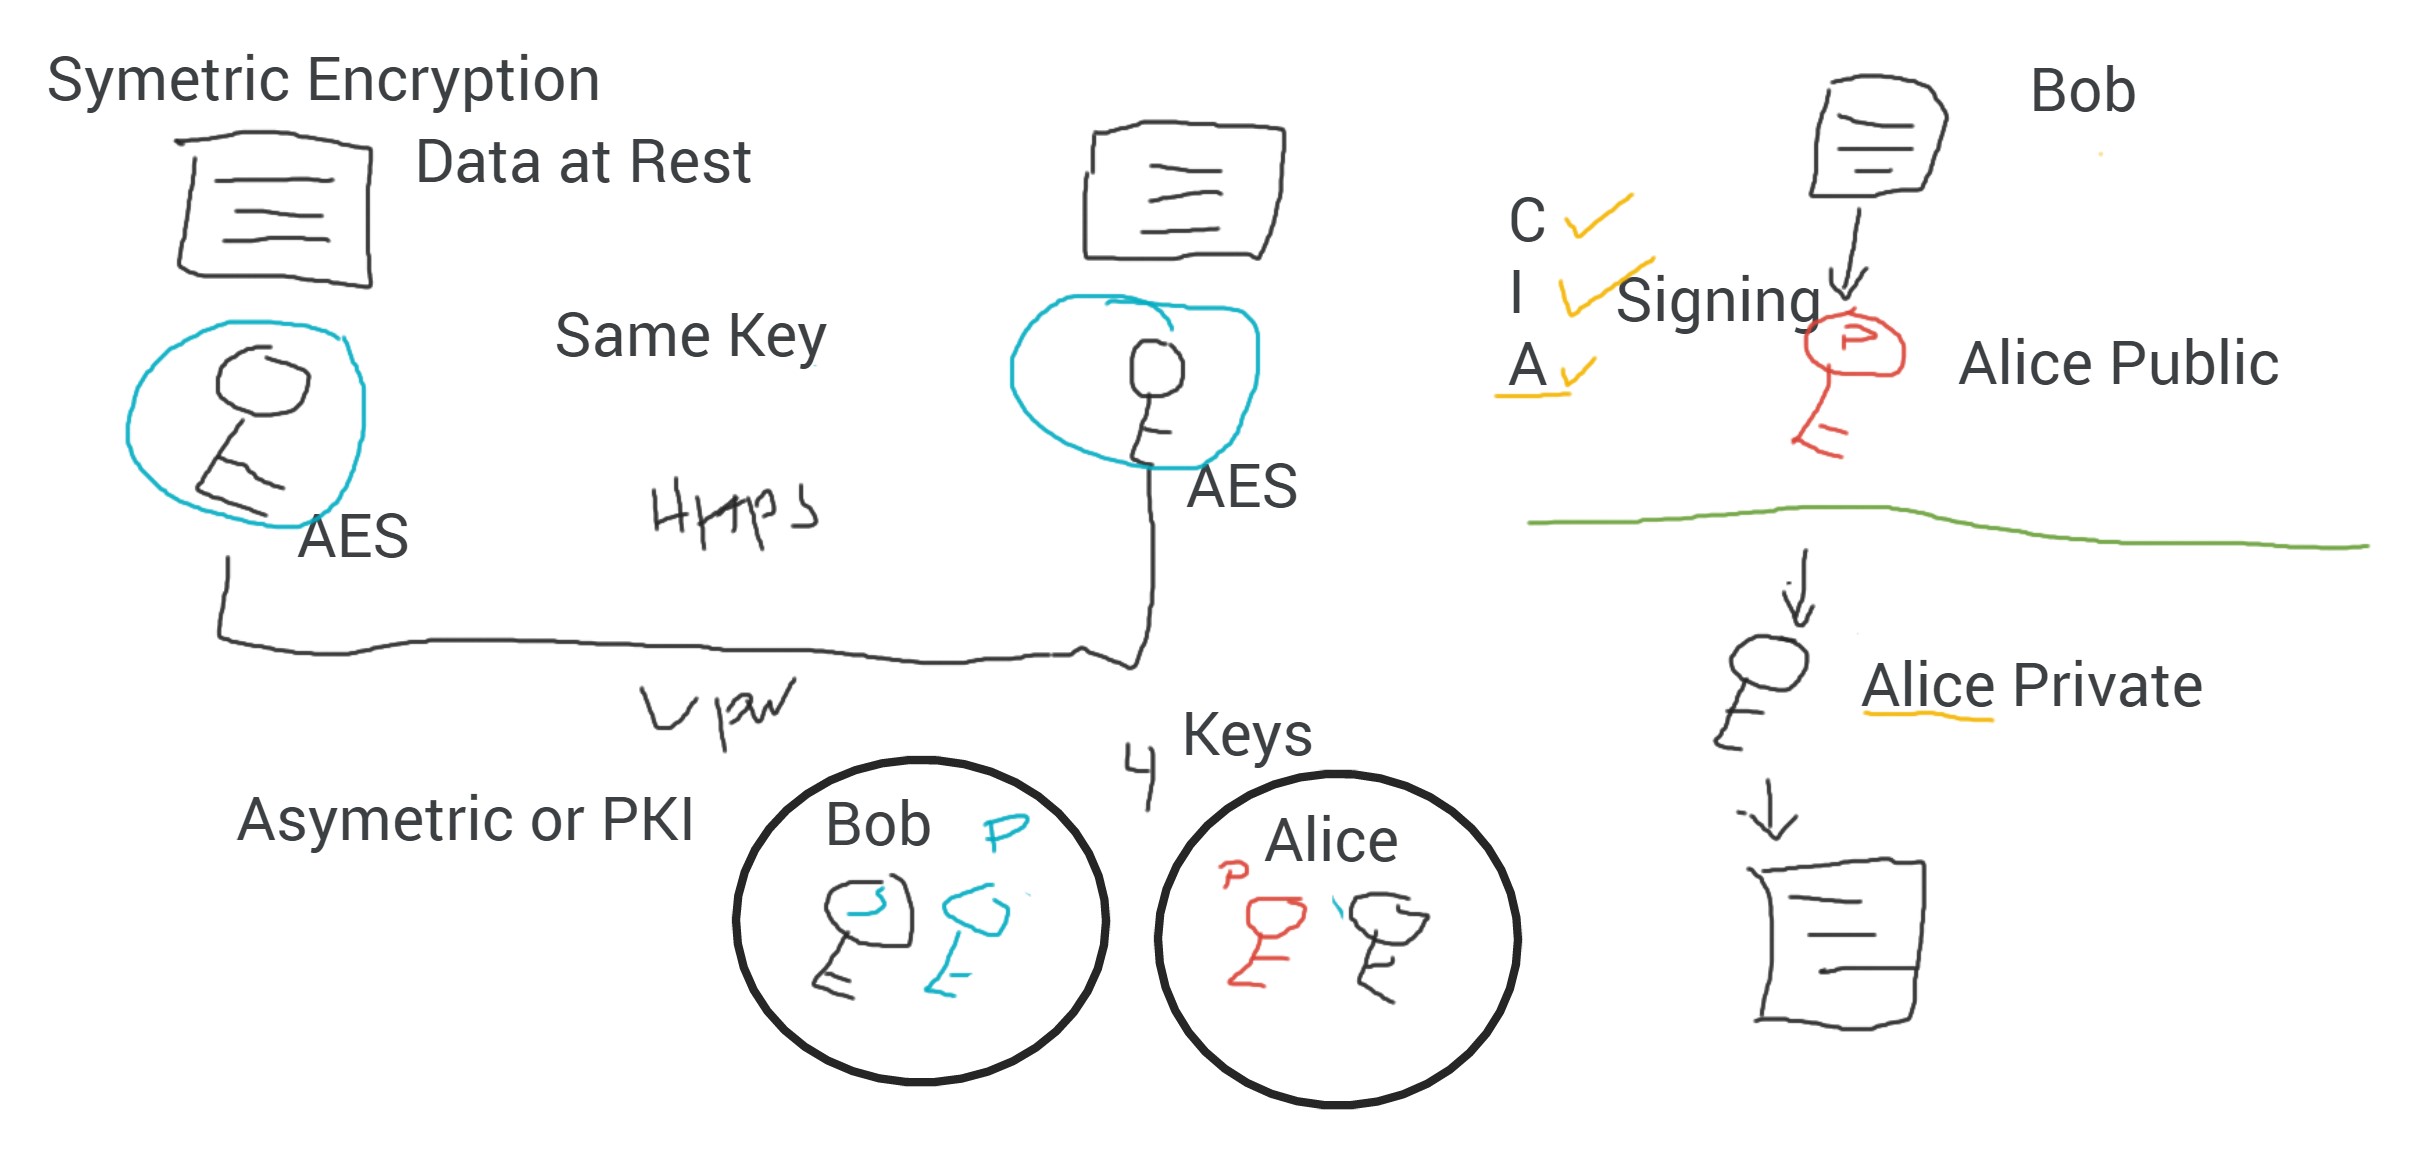 Symetric Encryption
Data at Rest
Same Key
AES
AES
Https
Vpn
Asymetric or PKI
4 Keys
Bob
P
S
Alice
P
Bob
C
I Signing
A
P
Alice Public
Alice Private